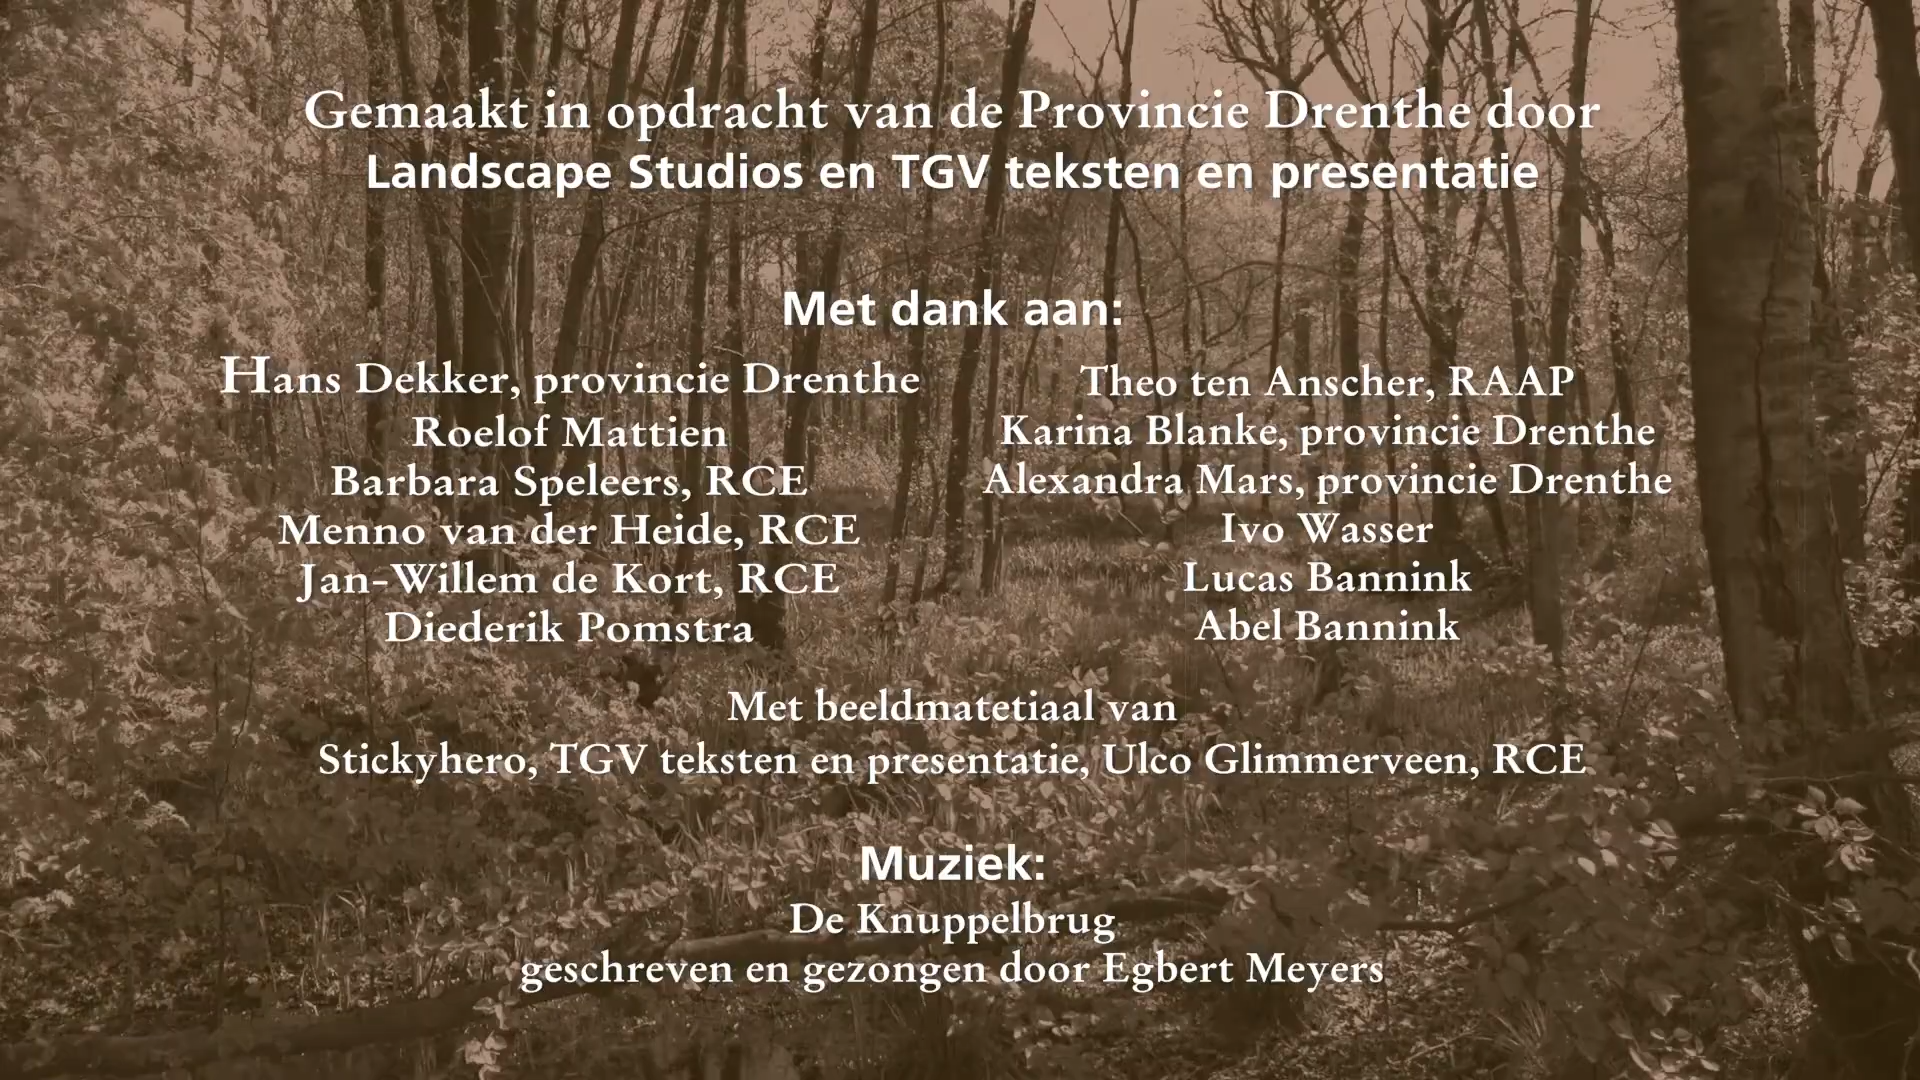 Gemaakt in opdracht van de Provincie Drenthe door
Landscape Studios en TGV teksten en presentatie
Met dank aan:
Hans Dekker, provincie Drenthe
Roelof Mattien
Barbara Speleers, RCE
Menno van der Heide, RCE
Jan-Willem de Kort, RCE
Diederik Pomstra
Theo ten Anscher, RAAP
Karina Blanke, provincie Drenthe
Alexandra Mars, provincie Drenthe
Ivo Wasser
Lucas Bannink
Abel Bannink
Met beeldmatetiaal van
Stickyhero, TGV teksten en presentatie, Ulco Glimmerveen, RCE
Muziek:
De Knuppelbrug
geschreven en gezongen door Egbert Meyers